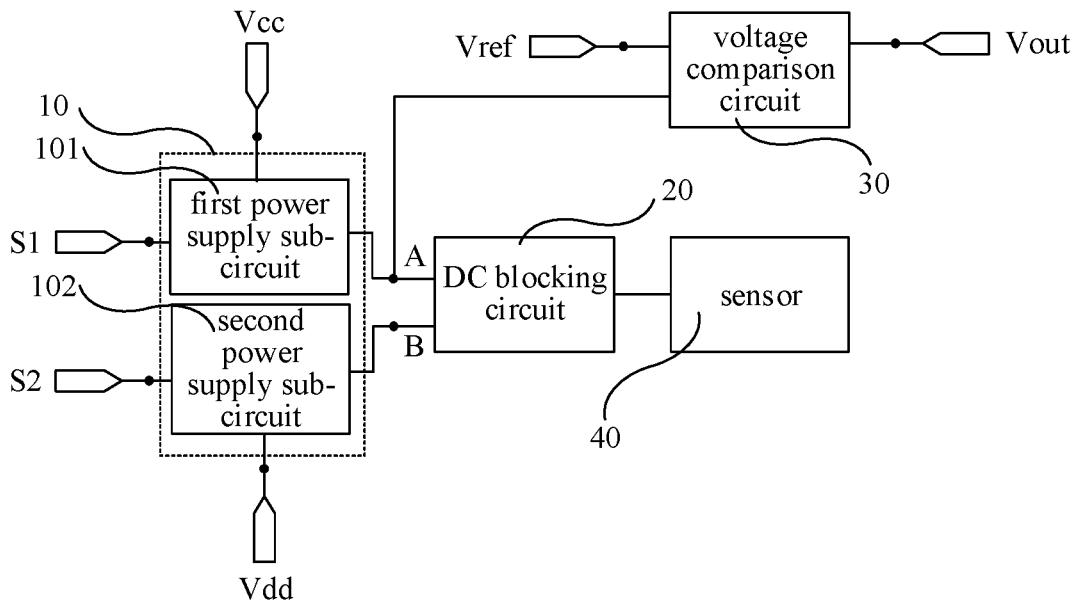 Vcc
Vref
voltage
comparison
circuit
Vout
10
101
30
first power
supply sub-
circuit
S1
20
A
DC blocking
circuit
sensor
102
second
power
supply sub-
circuit
B
S2
40
Vdd